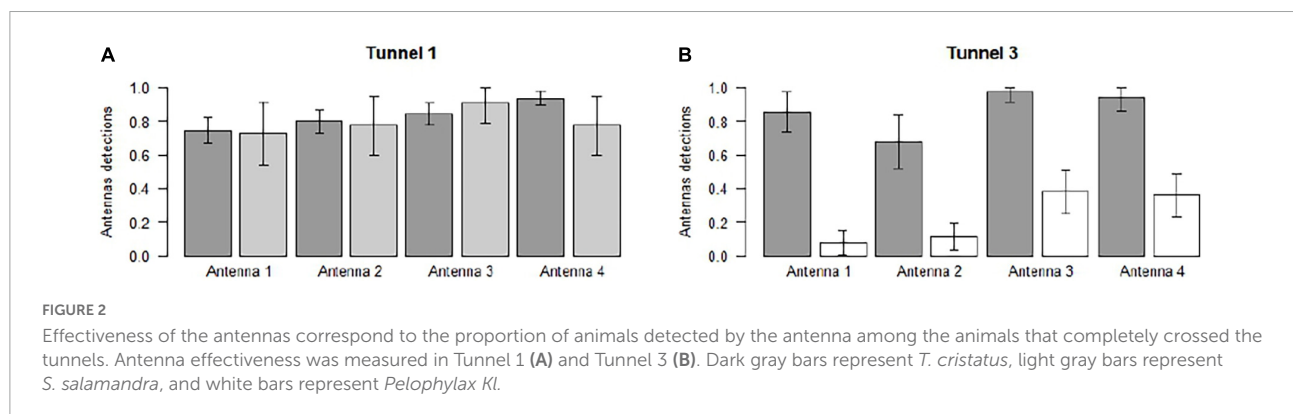 A
Tunnel 1
Antennas detections
1.0
0.8
0.6
0.4
0.2
0.0
Antenna 1 Antenna 2 Antenna 3 Antenna 4
B
Tunnel 3
Antennas detections
1.0
0.8
0.6
0.4
0.2
0.0
Antenna 1 Antenna 2 Antenna 3 Antenna 4
FIGURE 2
Effectiveness of the antennas correspond to the proportion of animals detected by the antenna among the animals that completely crossed the
tunnels. Antenna effectiveness was measured in Tunnel 1 (A) and Tunnel 3 (B). Dark gray bars represent T. cristatus, light gray bars represent
S. salamandra, and white bars represent Pelophylax Kl.